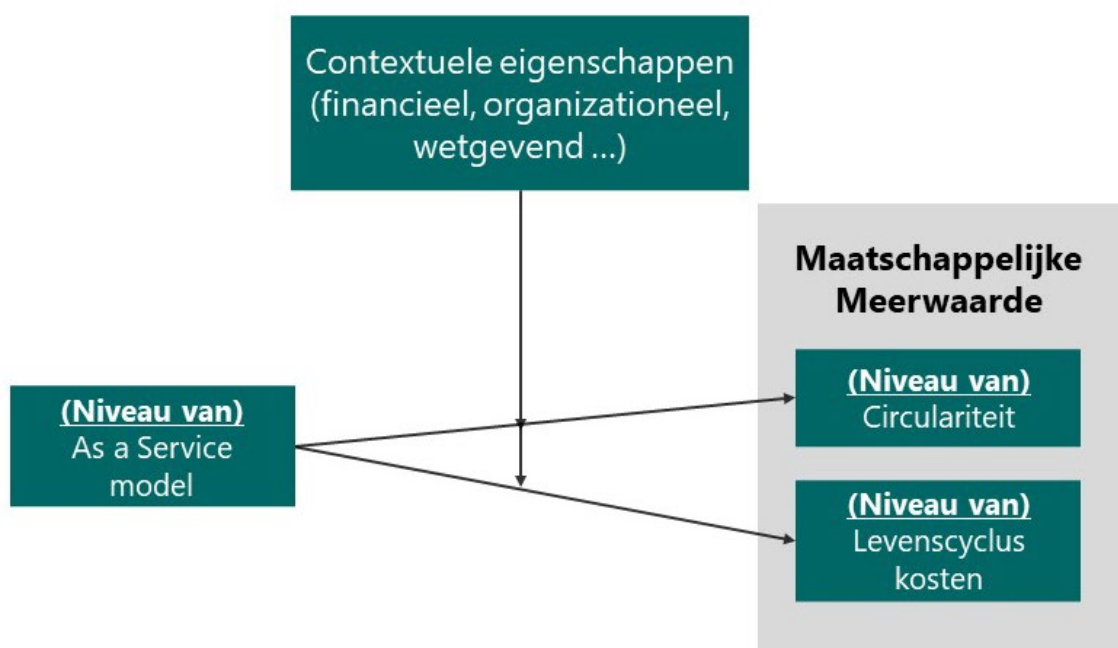 Contextuele eigenschappen
(financieel, organizationeel,
wetgevend ...)
Maatschappelijke
Meerwaarde
(Niveau van)
As a Service
model
(Niveau van)
Circulariteit
(Niveau van)
Levenscyclus
kosten